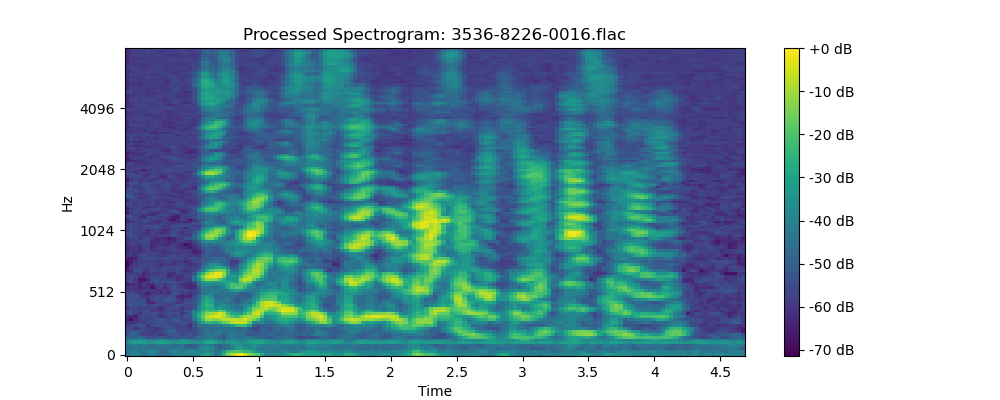 Processed Spectrogram: 3536-8226-0016.flac
Hz
4096
2048
1024
512
0
0
0.5
1
1.5
2
2.5
3
3.5
4
4.5
Time
+0 dB
-10 dB
-20 dB
-30 dB
-40 dB
-50 dB
-60 dB
-70 dB